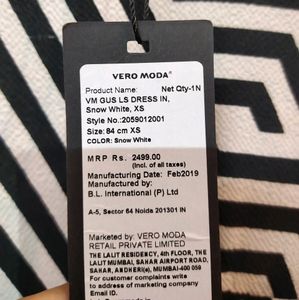 VERO MODA®
Product Name: Net Qty-1N
VM GUS LS DRESS IN,
Snow White, XS
Style No.:2059012001
Size: 84 cm XS
COLOR: Snow White
MRP Rs. 2499.00
(Incl. of all taxes)
Manufacturing Date: Feb2019
Manufactured by:
B.L. International (P) Ltd
A-5, Sector 64 Noida 201301 IN
Marketed by: VERO MODA
RETAIL PRIVATE LIMITED
THE LALIT RESIDENCY, 4TH FLOOR, THE
LALIT MUMBAI, SAHAR AIRPORT ROAD,
SAHAR, ANDHERI(e), MUMBAI-400 059
For customer complaints write
to address of marketing company
Email ID